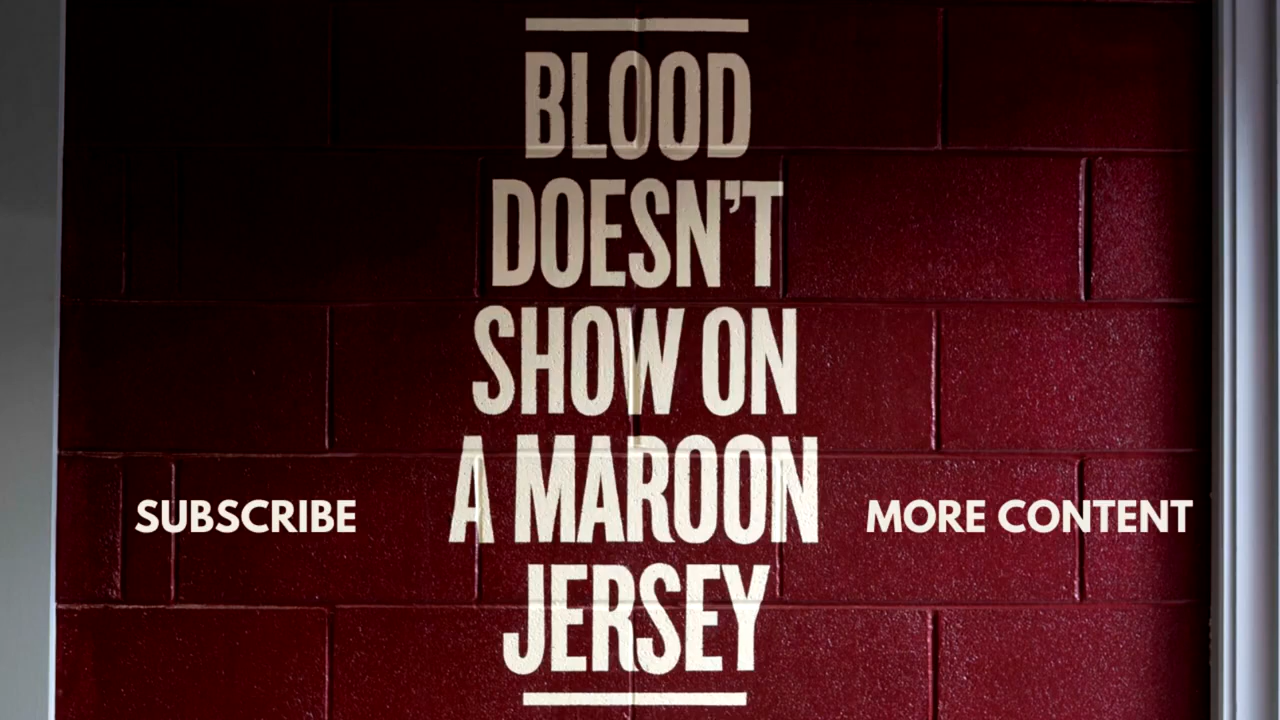 BLOOD
DOESN'T
SHOW ON
A MAROON
JERSEY
SUBSCRIBE
MORE CONTENT